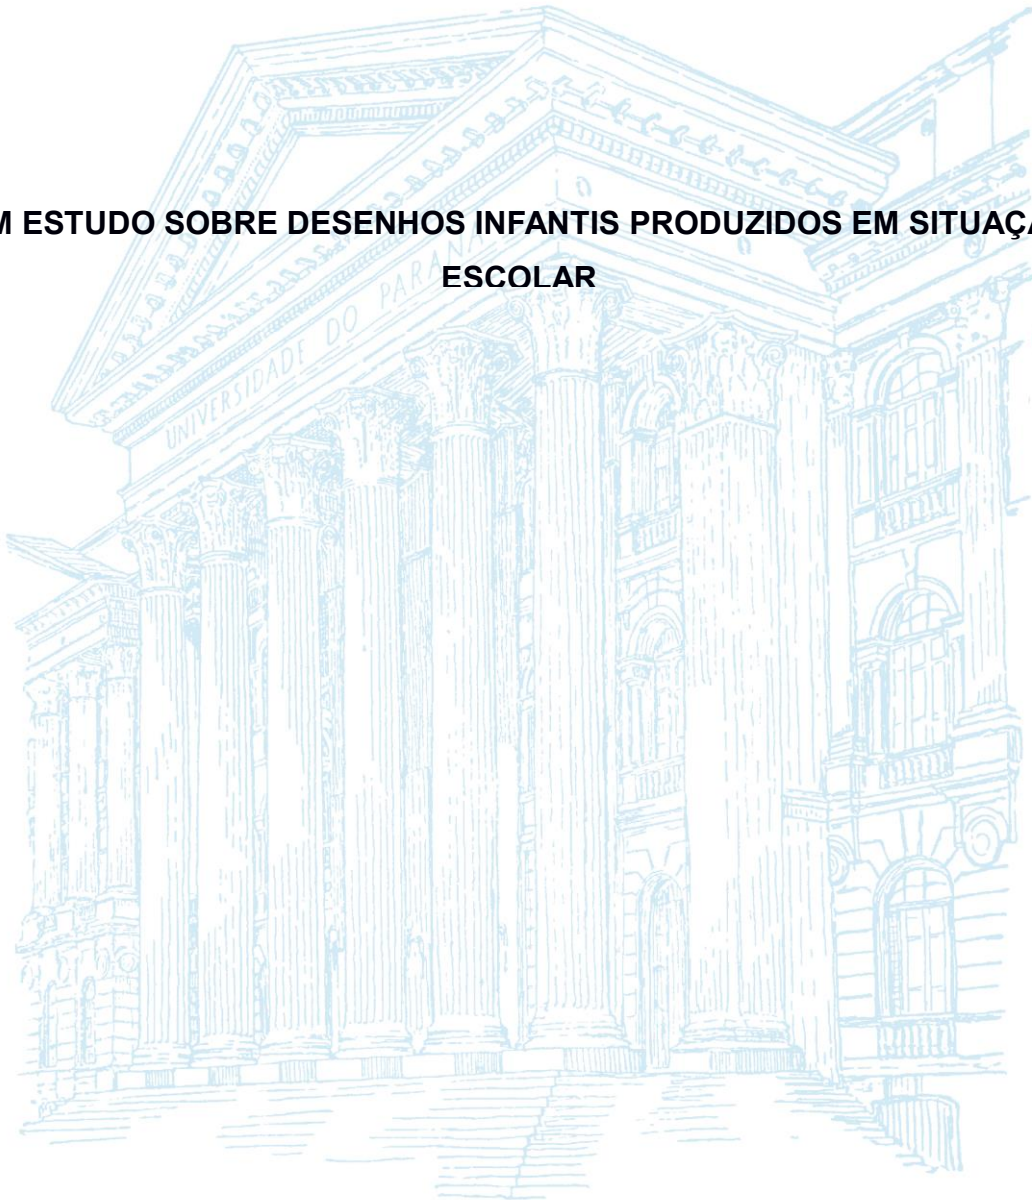 M ESTUDO SOBRE DESENHOS INFANTIS PRODUZIDOS EM SITUAÇ
ESCOLAR
UNIVERSIDADE DO PARANÁ